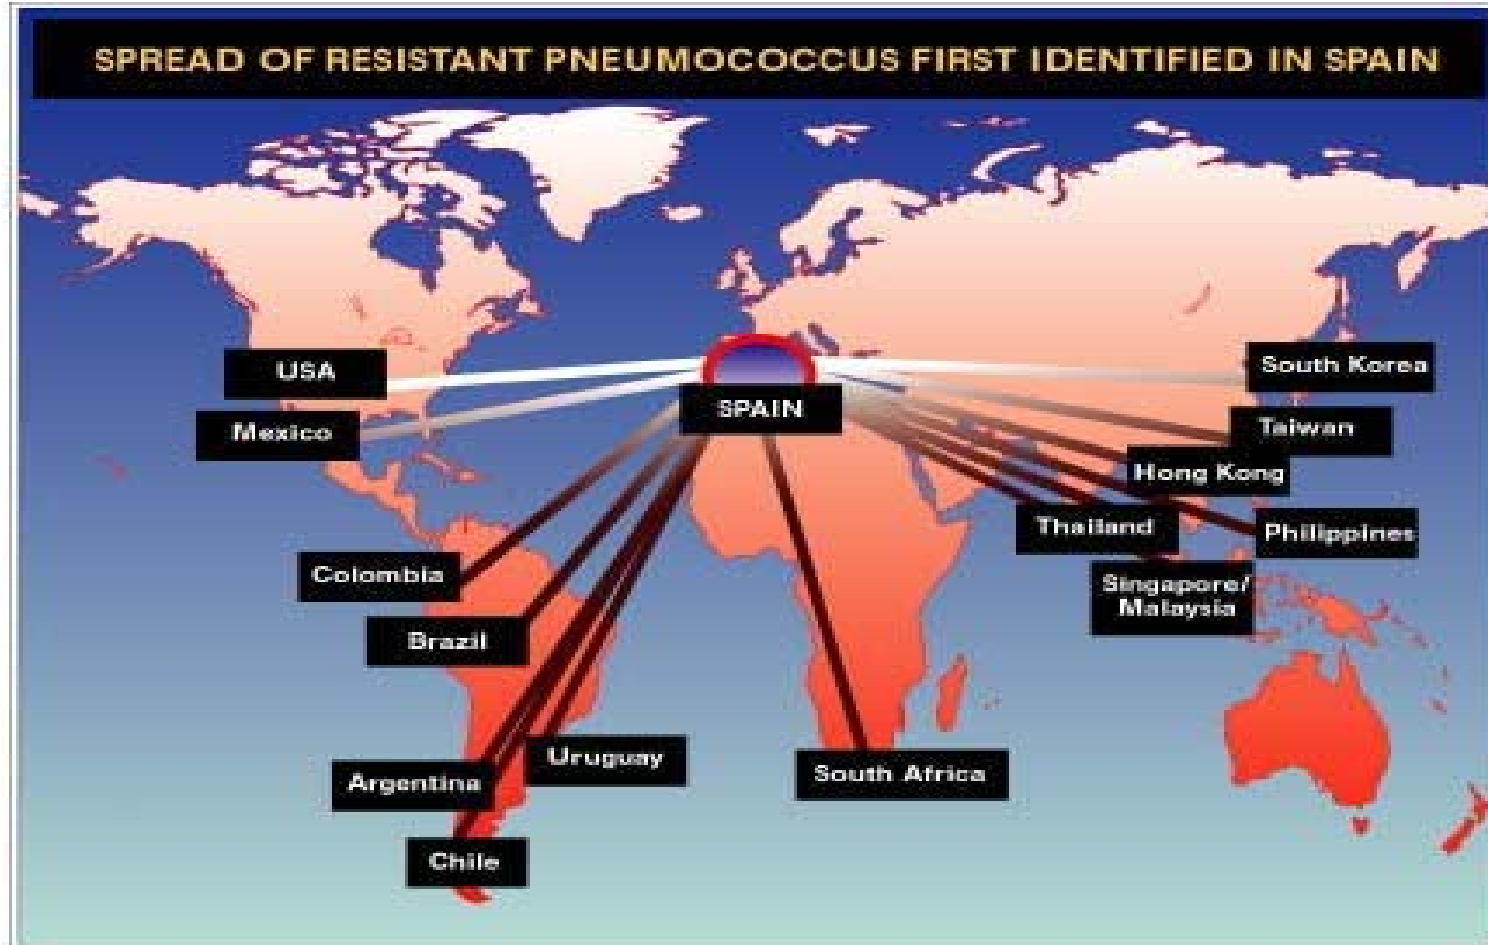 SPREAD OF RESISTANT PNEUMOCOCCUS FIRST IDENTIFIED IN SPAIN
USA
South Korea
SPAIN
Mexico
Taiwan
Hong Kong
Thailand
Philippines
Colombia
Singapore/
Malaysia
Brazil
Uruguay
Argentina
South Africa
Chile